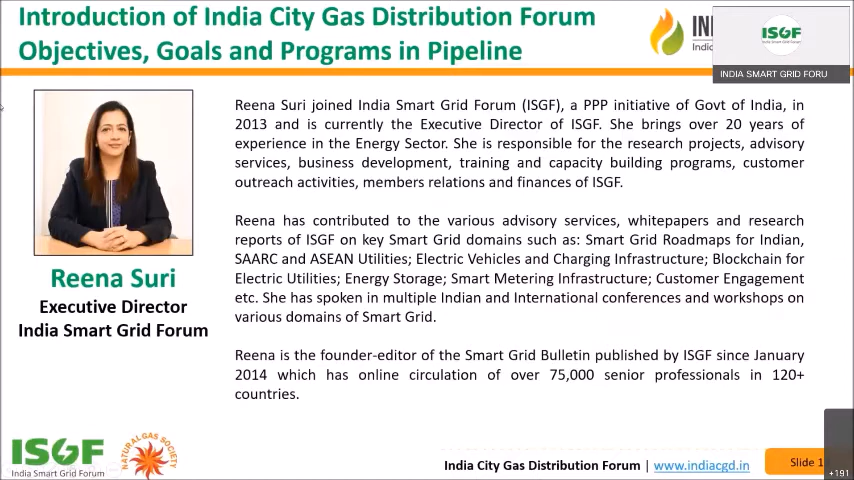 Introduction of India City Gas Distribution Forum
Objectives, Goals and Programs in Pipeline
IN
Indi
ISGF
India Smart Grid Forum
INDIA SMART GRID FORU
Reena Suri joined India Smart Grid Forum (ISGF), a PPP initiative of Govt of India, in
2013 and is currently the Executive Director of ISGF. She brings over 20 years of
experience in the Energy Sector. She is responsible for the research projects, advisory
services, business development, training and capacity building programs, customer
outreach activities, members relations and finances of ISGF.
Reena has contributed to the various advisory services, whitepapers and research
reports of ISGF on key Smart Grid domains such as: Smart Grid Roadmaps for Indian,
SAARC and ASEAN Utilities; Electric Vehicles and Charging Infrastructure; Blockchain for
Electric Utilities; Energy Storage; Smart Metering Infrastructure; Customer Engagement
etc. She has spoken in multiple Indian and International conferences and workshops on
various domains of Smart Grid.
Reena is the founder-editor of the Smart Grid Bulletin published by ISGF since January
2014 which has online circulation of over 75,000 senior professionals in 120+
countries.
Reena Suri
Executive Director
India Smart Grid Forum
ISGF
India Smart Grid Forum
NATURAL GAS SOCIETY
India City Gas Distribution Forum | www.indiacgd.in
Slide 1
+191